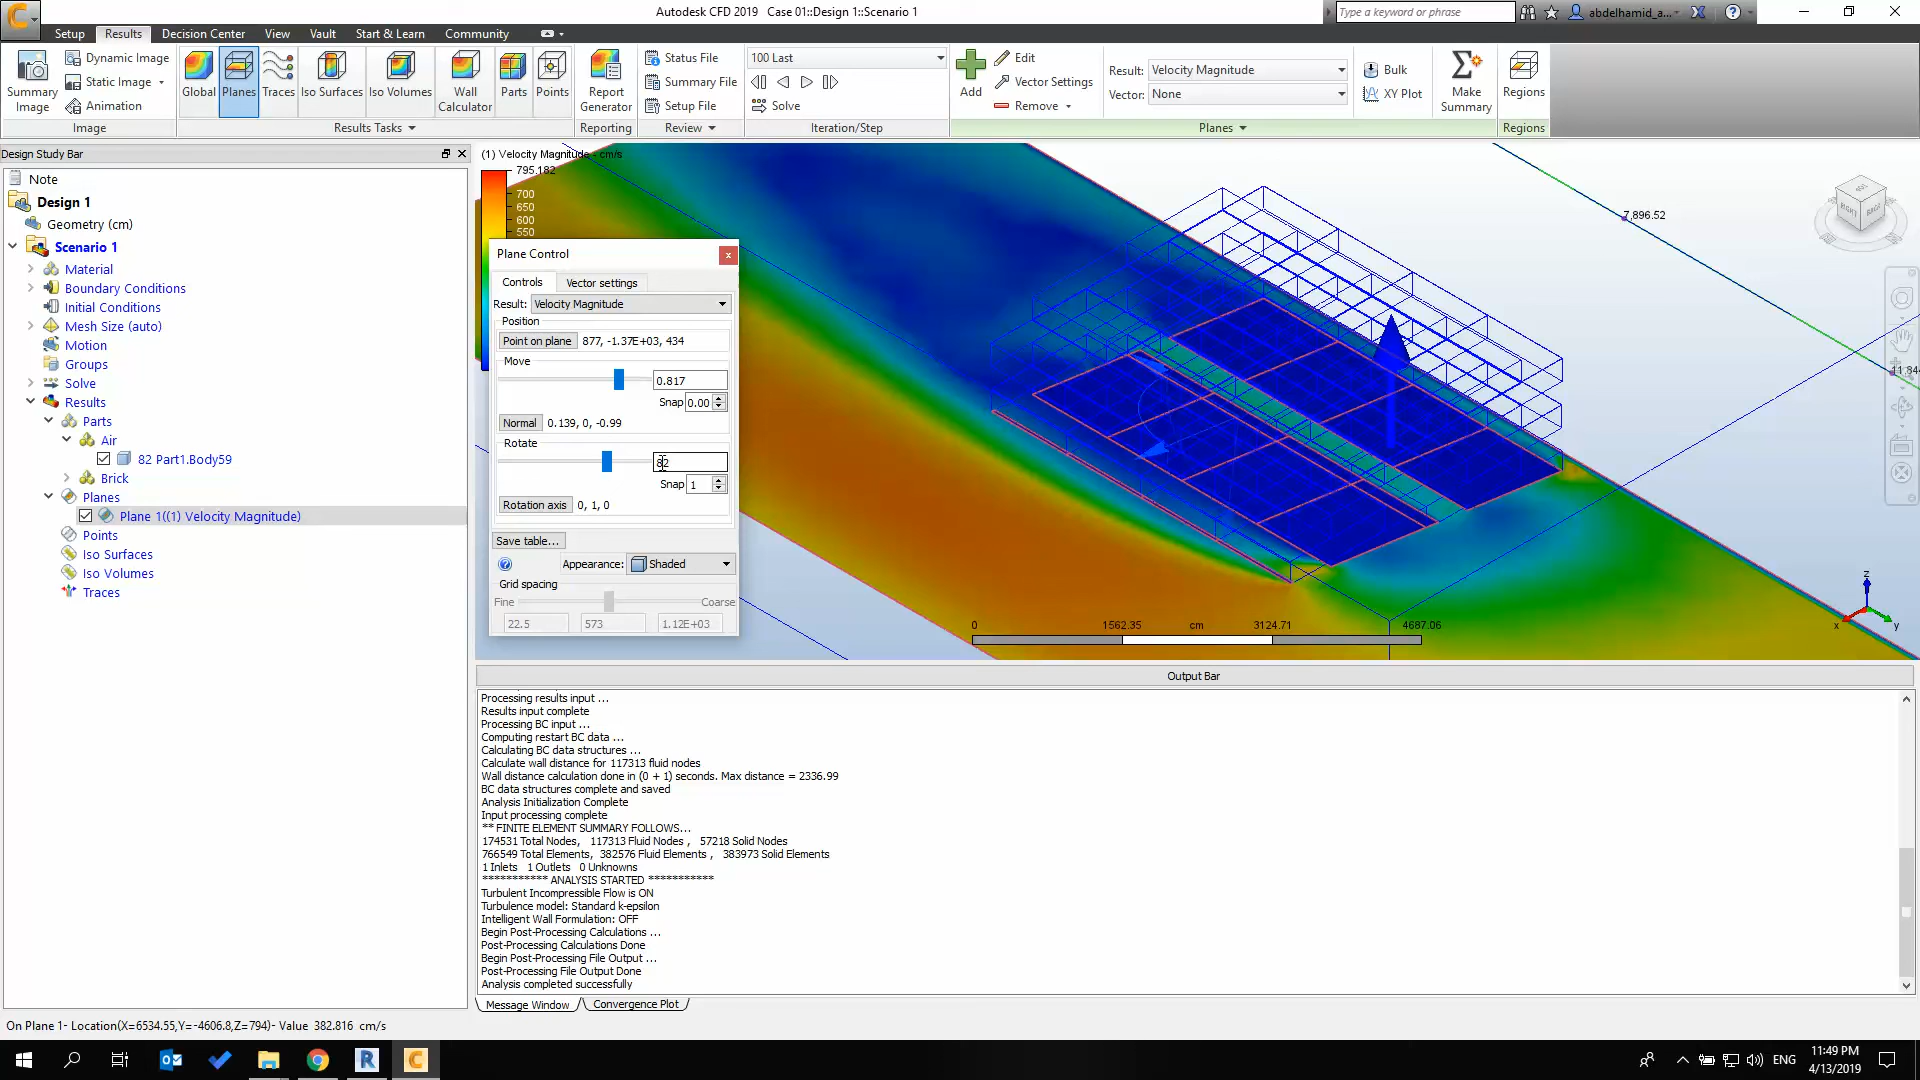 Autodesk CFD 2019   Case 01::Design 1::Scenario 1
Type a keyword or phrase
abdelhamid_a...
Setup Results Decision Center View Vault Start & Learn Community
Summary Image
Dynamic Image
Static Image
Animation
Image
Global Planes Traces Iso Surfaces Iso Volumes Wall Calculator Parts Points
Results Tasks
Report Generator
Reporting
Status File
Summary File
Setup File
Review
100 Last
Solve
Iteration/Step
Add
Edit
Vector Settings
Remove
Result: Velocity Magnitude
Vector: None
Bulk
XY Plot
Planes
Make Summary
Regions
Regions
Design Study Bar
Note
Design 1
Geometry (cm)
Scenario 1
Material
Boundary Conditions
Initial Conditions
Mesh Size (auto)
Motion
Groups
Solve
Results
Parts
Air
82 Part1.Body59
Brick
Planes
Plane 1((1) Velocity Magnitude)
Points
Iso Surfaces
Iso Volumes
Traces
(1) Velocity Magnitude - cm/s
795.182
700
650
600
550
Plane Control
x
Controls Vector settings
Result: Velocity Magnitude
Position
Point on plane 877, -1.37E+03, 434
Move
0.817
Snap 0.00
Normal 0.139, 0, -0.99
Rotate
82
Snap 1
Rotation axis 0, 1, 0
Save table...
Appearance: Shaded
Grid spacing
Fine Coarse
22.5 573 1.12E+03
7,896.52
11.844
RIGHT BACK
0 1562.35 cm 3124.71 4687.06
z
x y
Output Bar
Processing results input ...
Results input complete
Processing BC input ...
Computing restart BC data ...
Calculating BC data structures ...
Calculate wall distance for 117313 fluid nodes
Wall distance calculation done in (0 + 1) seconds. Max distance = 2336.99
BC data structures complete and saved
Analysis Initialization Complete
Input processing complete
** FINITE ELEMENT SUMMARY FOLLOWS...
174531 Total Nodes,   117313 Fluid Nodes ,   57218 Solid Nodes
766549 Total Elements,  382576 Fluid Elements ,   383973 Solid Elements
1 Inlets   1 Outlets   0 Unknowns
*********** ANALYSIS STARTED ***********
Turbulent Incompressible Flow is ON
Turbulence model: Standard k-epsilon
Intelligent Wall Formulation: OFF
Begin Post-Processing Calculations ...
Post-Processing Calculations Done
Begin Post-Processing File Output ...
Post-Processing File Output Done
Analysis completed successfully
Message Window Convergence Plot
On Plane 1- Location(X=6534.55,Y=-4606.8,Z=794)- Value  382.816  cm/s
ENG
11:49 PM
4/13/2019